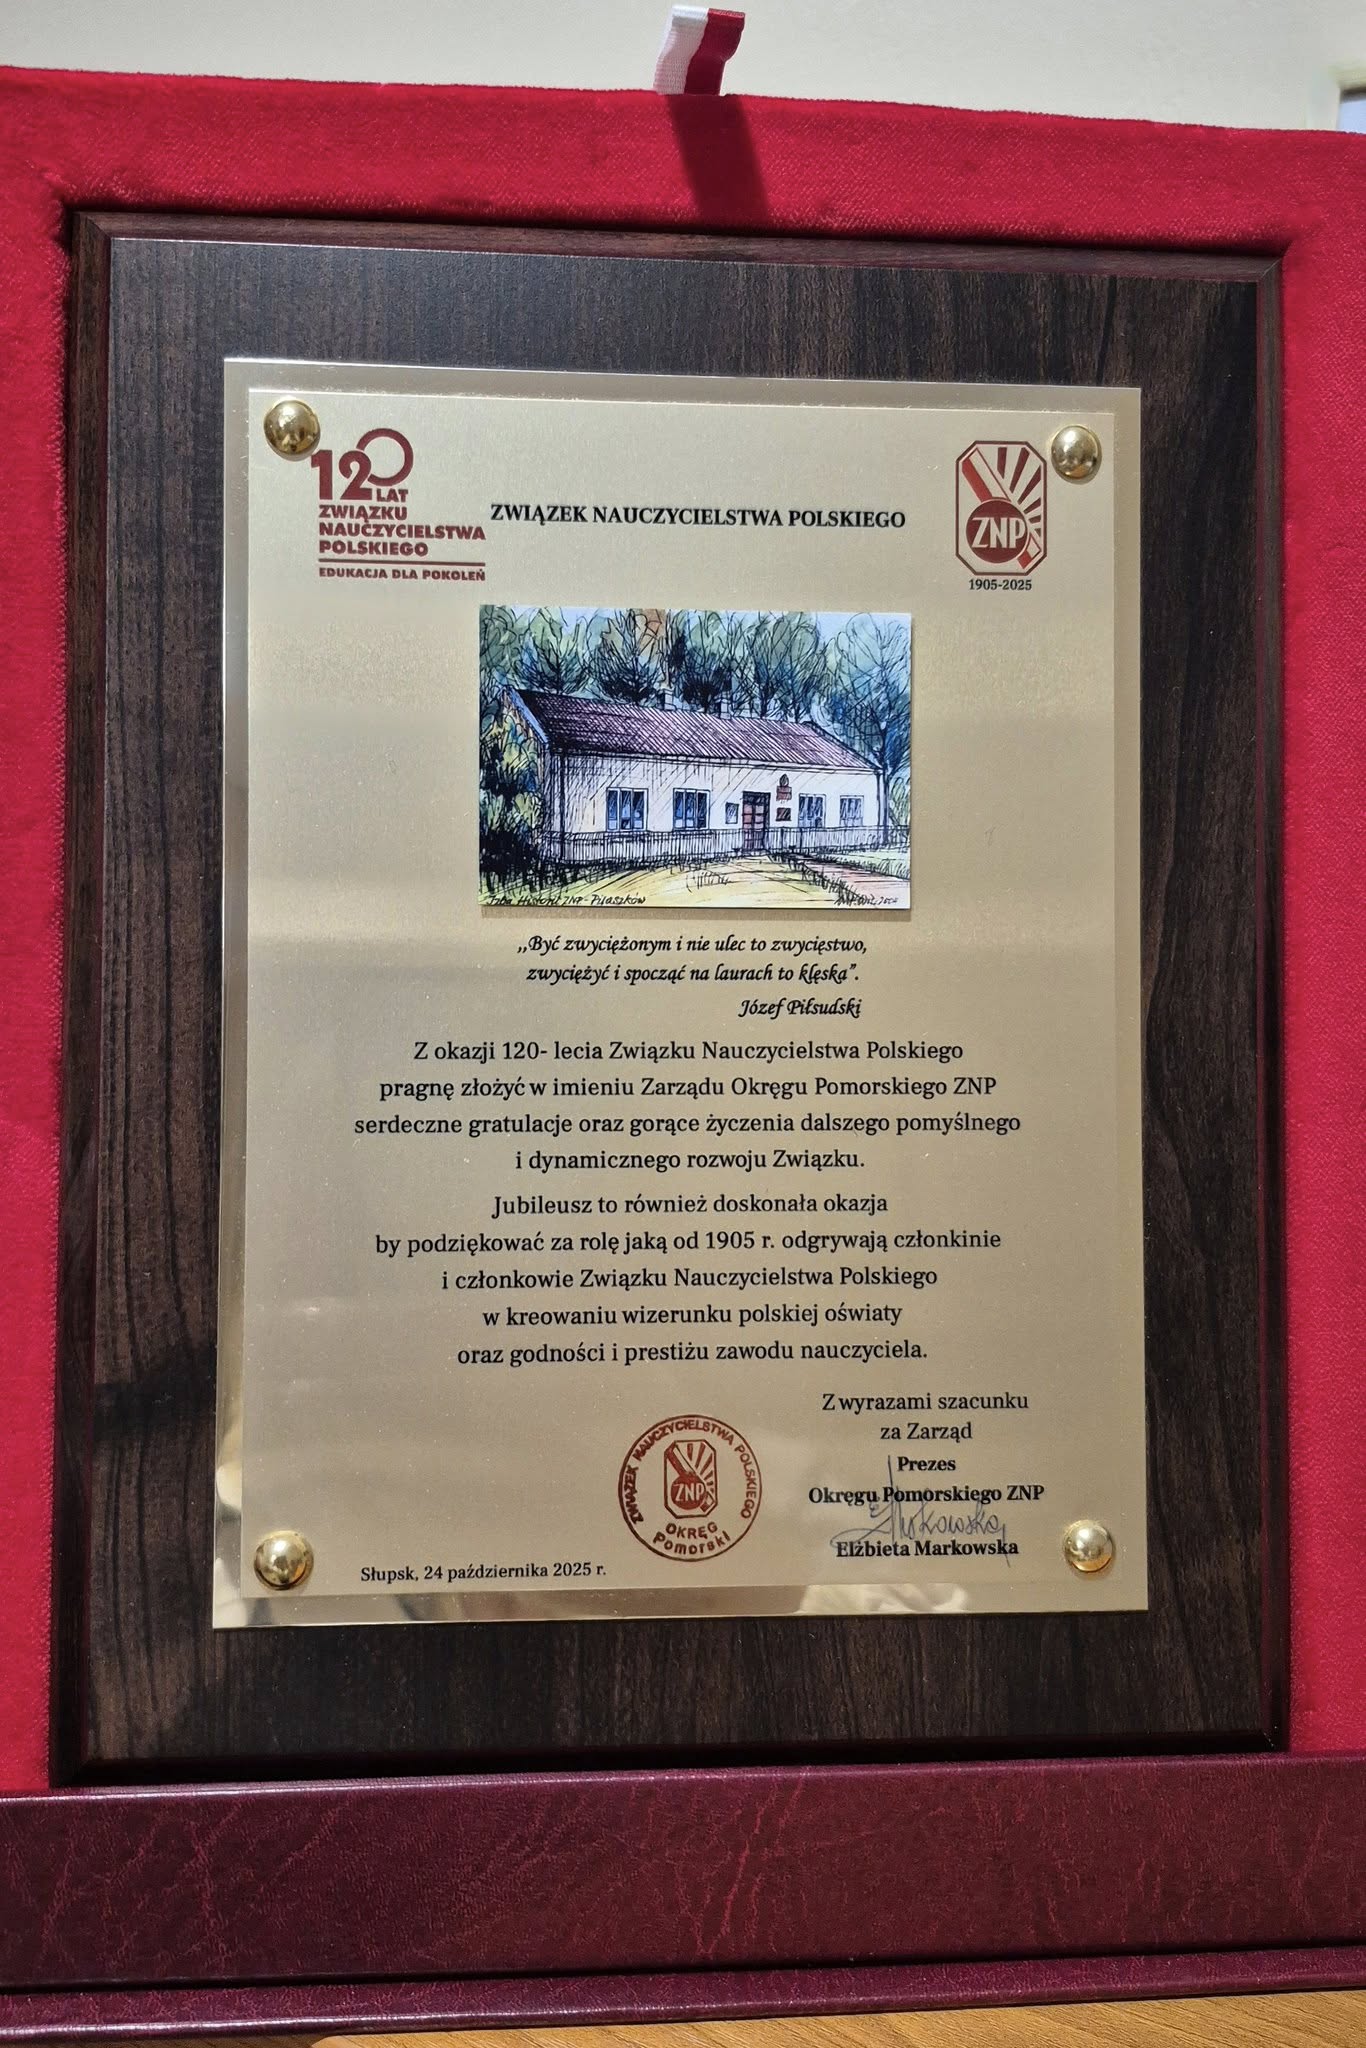 120
LAT
ZWIĄZKU
NAUCZYCIELSTWA
POLSKIEGO
EDUKACJA DLA POKOLEŃ
ZWIĄZEK NAUCZYCIELSTWA POLSKIEGO
ZNP
1905-2025
Izba Historii ZNP - Pilaszków
„Być zwyciężonym i nie ulec to zwycięstwo,
zwyciężyć i spocząć na laurach to klęska”.
Józef Piłsudski
Z okazji 120- lecia Związku Nauczycielstwa Polskiego
pragnę złożyć w imieniu Zarządu Okręgu Pomorskiego ZNP
serdeczne gratulacje oraz gorące życzenia dalszego pomyślnego
i dynamicznego rozwoju Związku.
Jubileusz to również doskonała okazja
by podziękować za rolę jaką od 1905 r. odgrywają członkinie
i członkowie Związku Nauczycielstwa Polskiego
w kreowaniu wizerunku polskiej oświaty
oraz godności i prestiżu zawodu nauczyciela.
Z wyrazami szacunku
za Zarząd
Prezes
Okręgu Pomorskiego ZNP
Elżbieta Markowska
ZWIĄZEK NAUCZYCIELSTWA POLSKIEGO
ZNP
OKRĘG
Pomorski
Słupsk, 24 października 2025 r.